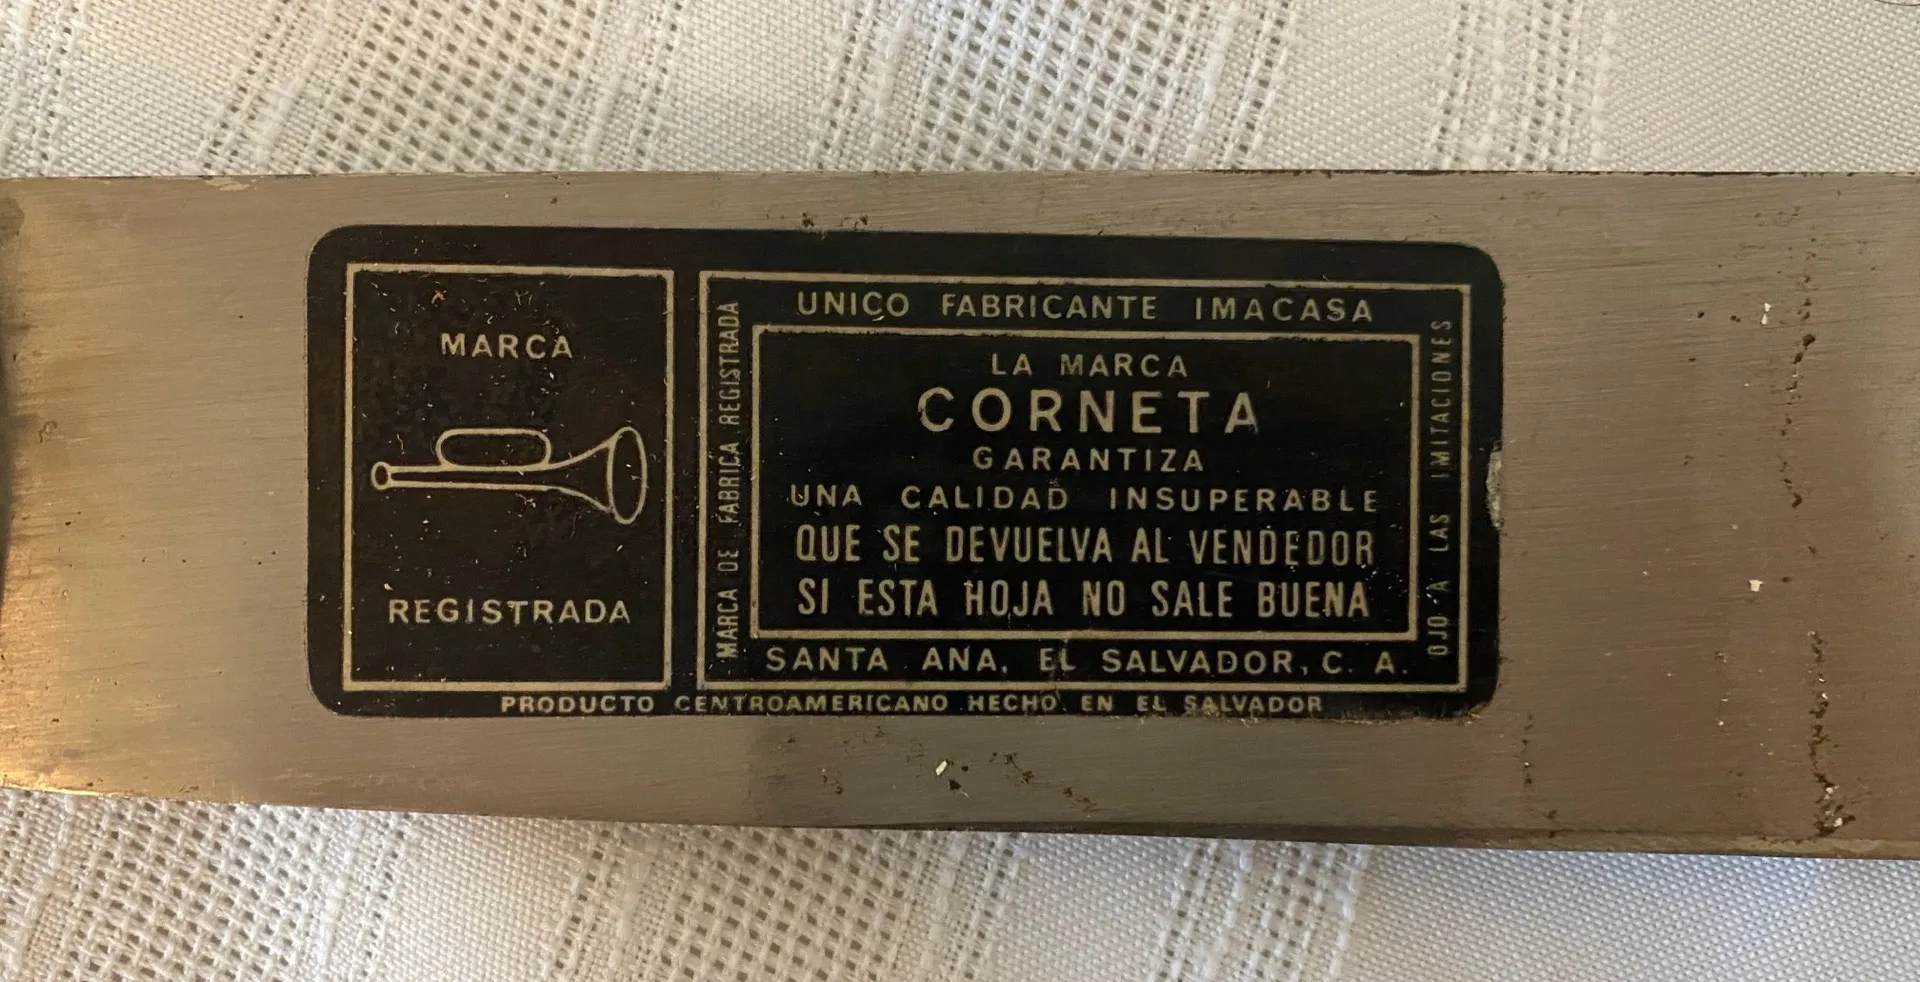 MARCA
REGISTRADA
UNICO FABRICANTE IMACASA
MARCA DE FABRICA REGISTRADA
LA MARCA
CORNETA
GARANTIZA
UNA CALIDAD INSUPERABLE
QUE SE DEVUELVA AL VENDEDOR
SI ESTA HOJA NO SALE BUENA
OJO A LAS IMITACIONES
SANTA ANA, EL SALVADOR, C. A.
PRODUCTO CENTROAMERICANO HECHO EN EL SALVADOR